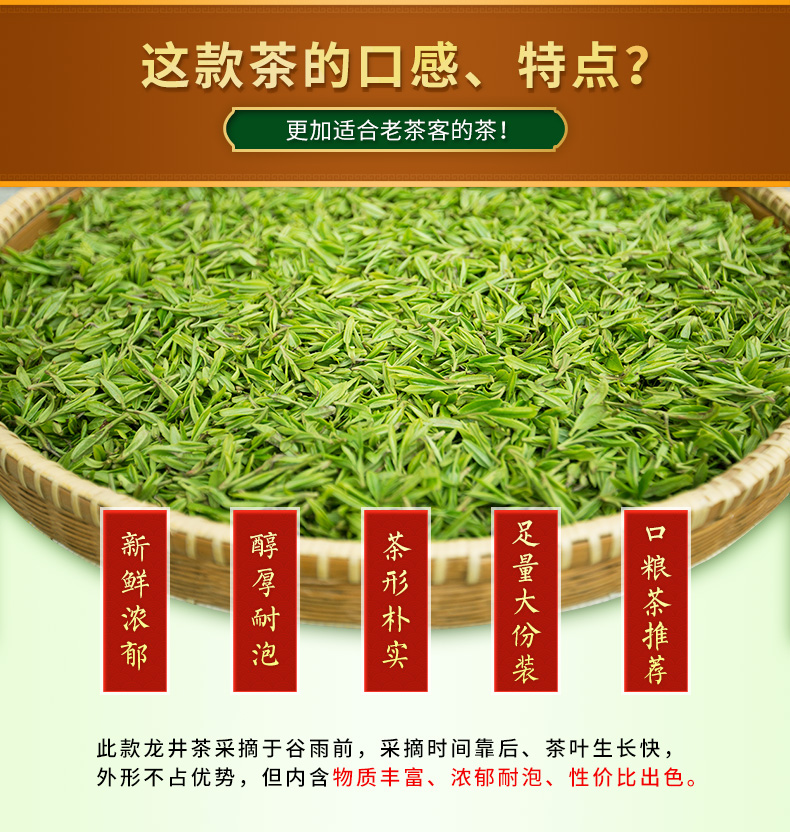 这款茶的口感、特点？
更加适合老茶客的茶！
新鲜浓郁
醇厚耐泡
茶形朴实
足量大份装
口粮茶推荐
此款龙井茶采摘于谷雨前，采摘时间靠后、茶叶生长快，
外形不占优势，但内含物质丰富、浓郁耐泡、性价比出色。